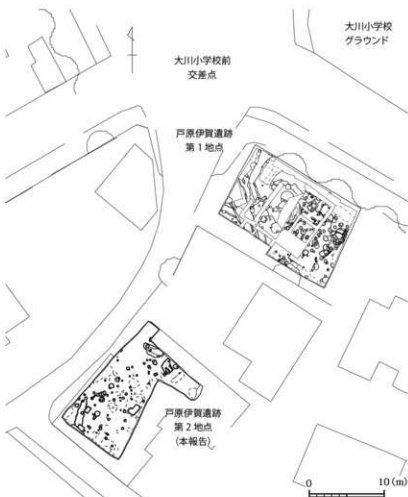 大川小学校
グラウンド
大川小学校前
交差点
戸原伊賀遺跡
第1地点
戸原伊賀遺跡
第2地点
(本報告)
0 10(m)